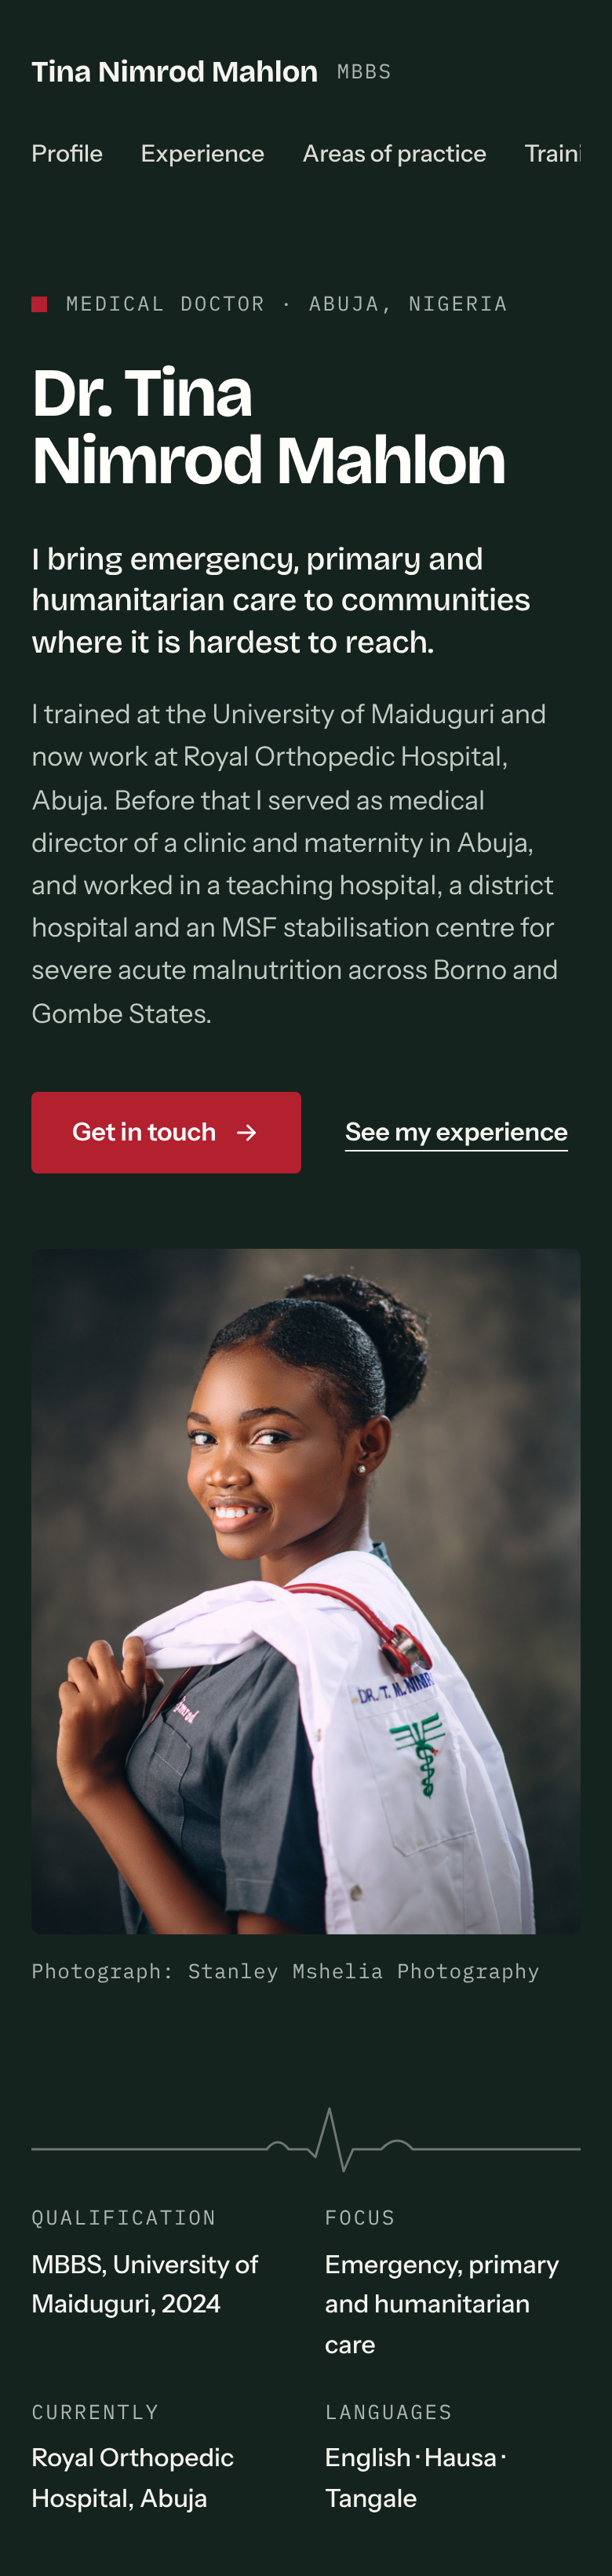 Tina Nimrod Mahlon MBBS
Profile Experience Areas of practice Traini
MEDICAL DOCTOR · ABUJA, NIGERIA
Dr. Tina
Nimrod Mahlon
I bring emergency, primary and
humanitarian care to communities
where it is hardest to reach.
I trained at the University of Maiduguri and
now work at Royal Orthopedic Hospital,
Abuja. Before that I served as medical
director of a clinic and maternity in Abuja,
and worked in a teaching hospital, a district
hospital and an MSF stabilisation centre for
severe acute malnutrition across Borno and
Gombe States.
Get in touch → See my experience
DR. T. M. NIMR
Photograph: Stanley Mshelia Photography
QUALIFICATION FOCUS
MBBS, University of Emergency, primary
Maiduguri, 2024 and humanitarian
care
CURRENTLY LANGUAGES
Royal Orthopedic English · Hausa ·
Hospital, Abuja Tangale